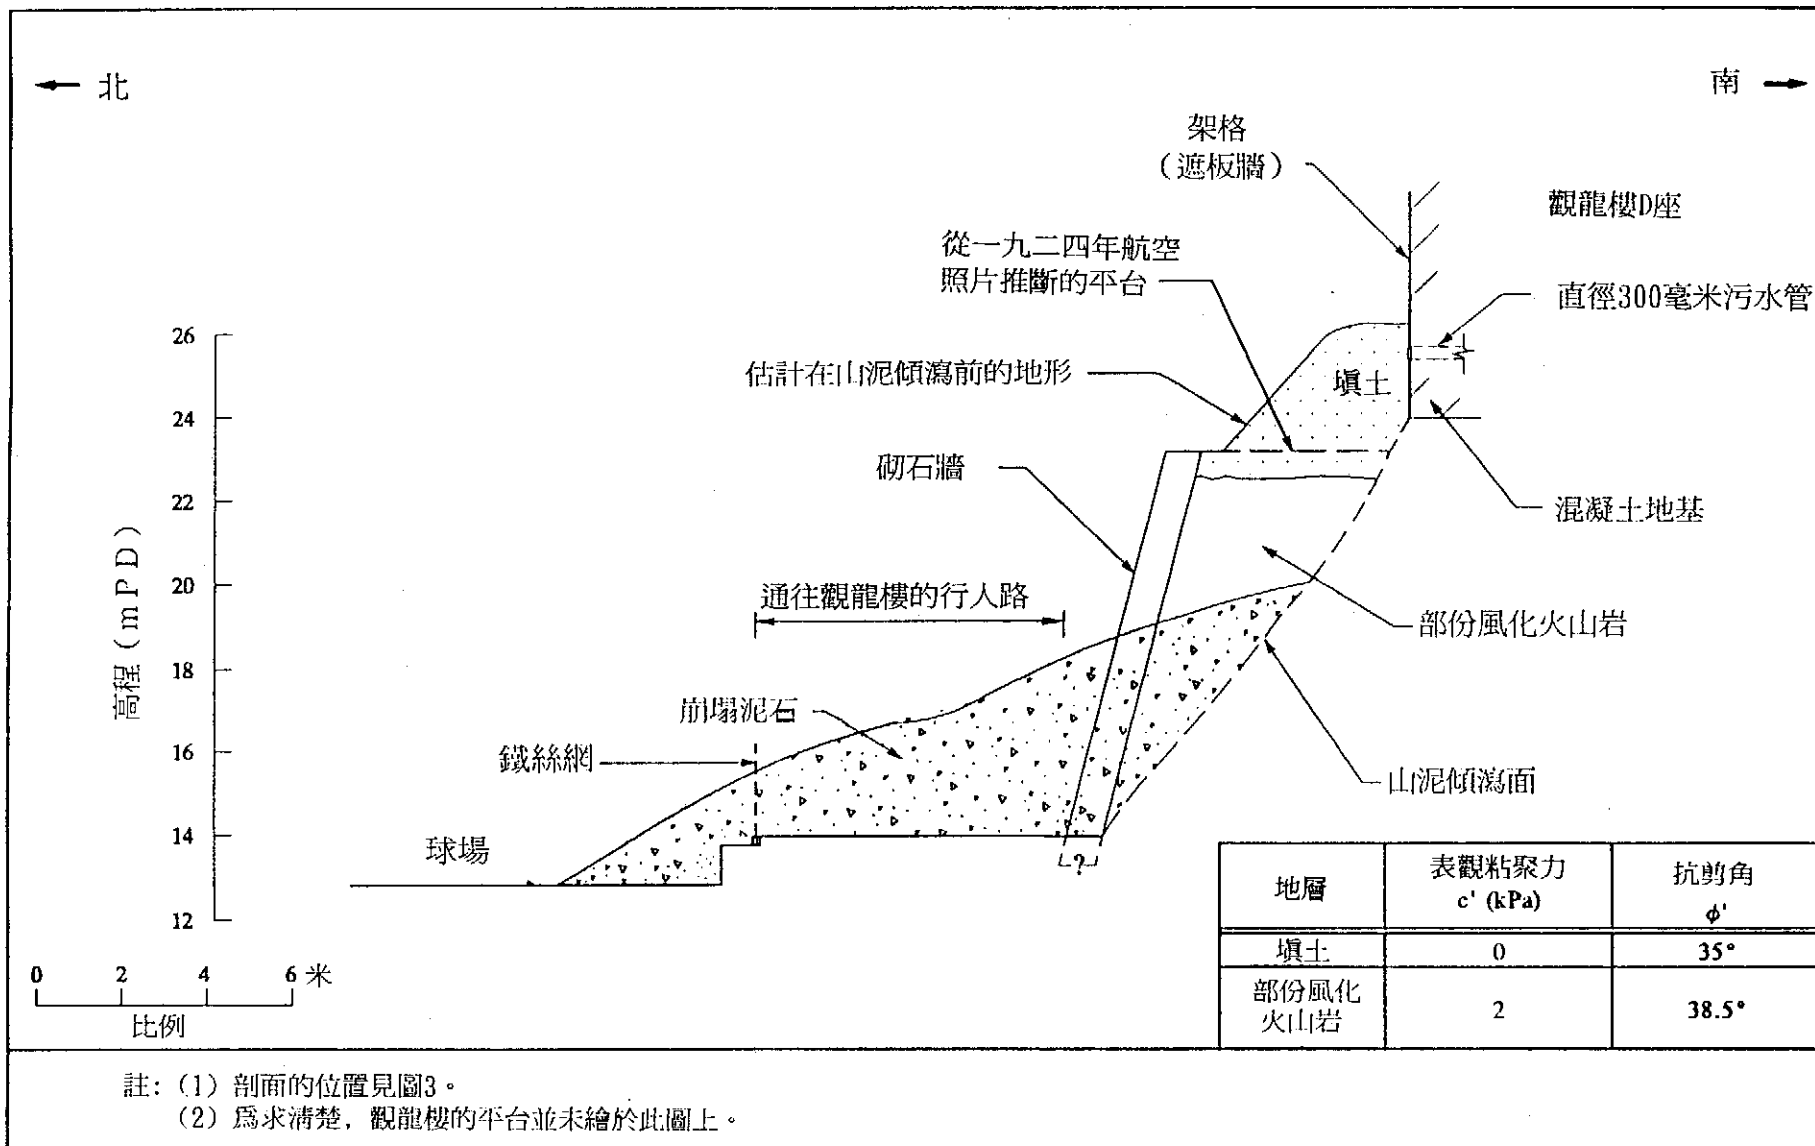 北
南
架格
（遮板牆）
觀龍樓D座
從一九二四年航空
照片推斷的平台
直徑300毫米污水管
估計在山泥傾瀉前的地形
填土
砌石牆
混凝土地基
高程（mPD）
26
24
22
20
18
16
14
12
通往觀龍樓的行人路
部份風化火山岩
崩塌泥石
鐵絲網
山泥傾瀉面
球場
?
0 2 4 6 米
比例
地層 表觀粘聚力 c' (kPa) 抗剪角 ϕ'
填土 0 35°
部份風化
火山岩 2 38.5°
註: (1) 剖面的位置見圖3。
(2) 爲求清楚, 觀龍樓的平台並未繪於此圖上。